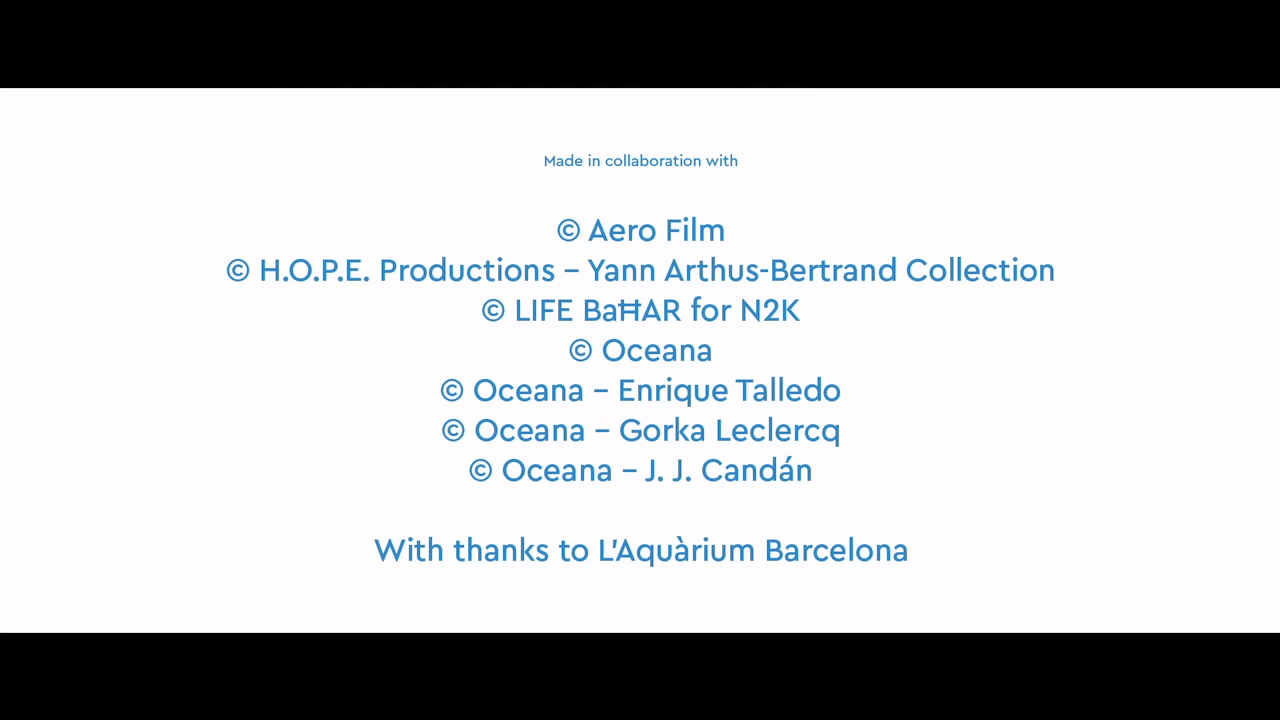 Made in collaboration with
© Aero Film
© H.O.P.E. Productions – Yann Arthus-Bertrand Collection
© LIFE BaĦAR for N2K
© Oceana
© Oceana – Enrique Talledo
© Oceana – Gorka Leclercq
© Oceana – J. J. Candán
With thanks to L'Aquàrium Barcelona